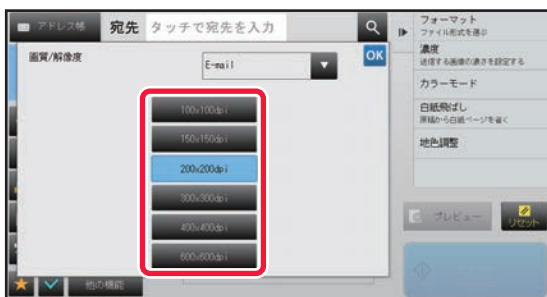 アドレス帳
宛先 タッチで宛先を入力
画質/解像度
E-mail
OK
100x100dpi
150x150dpi
200x200dpi
300x300dpi
400x400dpi
600x600dpi
他の機能
フォーマット
ファイル形式を選ぶ
濃度
送信する画像の濃さを設定する
カラーモード
白紙飛ばし
原稿から白紙ページを省く
地色調整
プレビュー
リセット